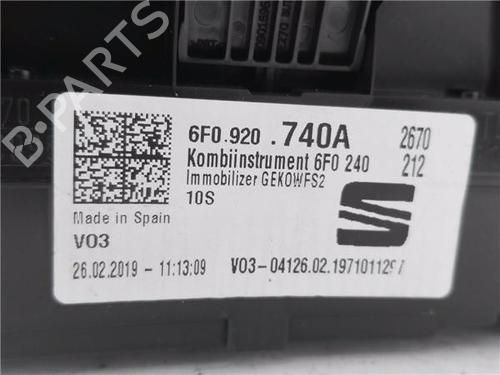 6F0.920 .740A 2670
Kombiinstrument 6F0 240 212
Immobilizer GEKOWFS2
10S
Made in Spain
V03
26.02.2019 - 11:13:09 V03-04126.02.1971011297
B-PARTS